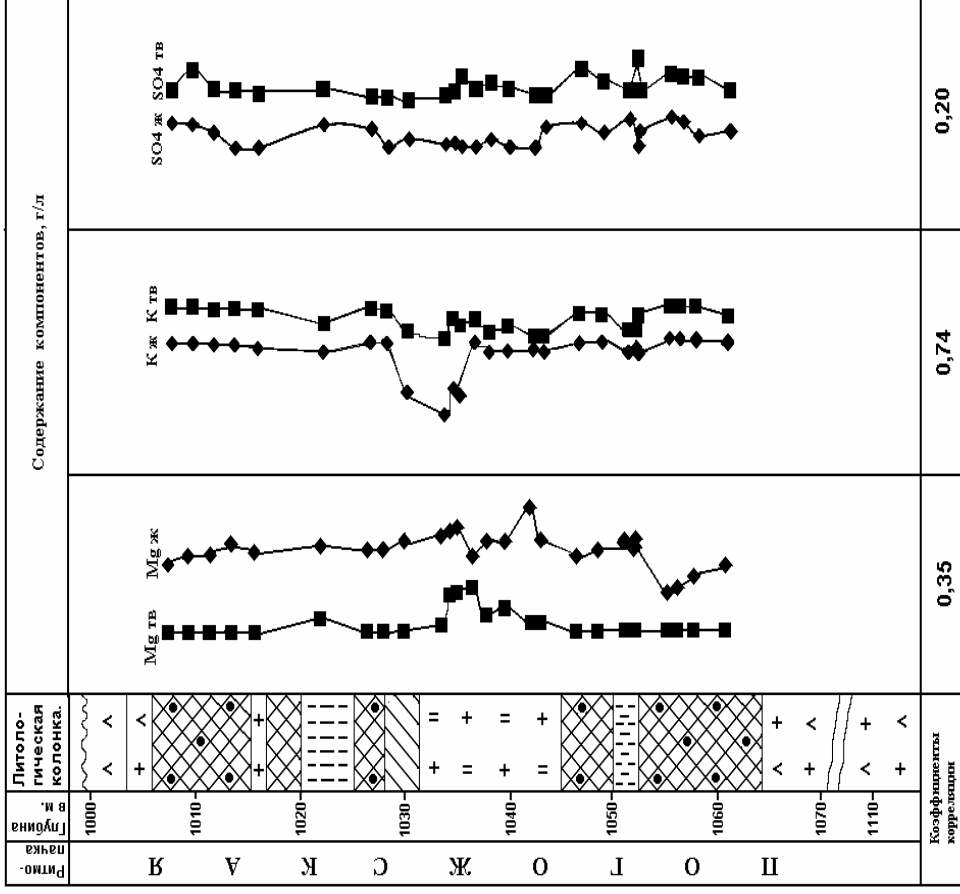 Ритмо-
пачка
Глубина
в м.
Литоло-
гическая
колонка.
Содержание компонентов, г/л
Mg тв
Mg ж
К ж
К тв
SO4 ж
SO4 тв
П О Г О Ж С К А Я
1000
1010
1020
1030
1040
1050
1060
1070
1110
Коэффициенты
корреляции
0,35
0,74
0,20